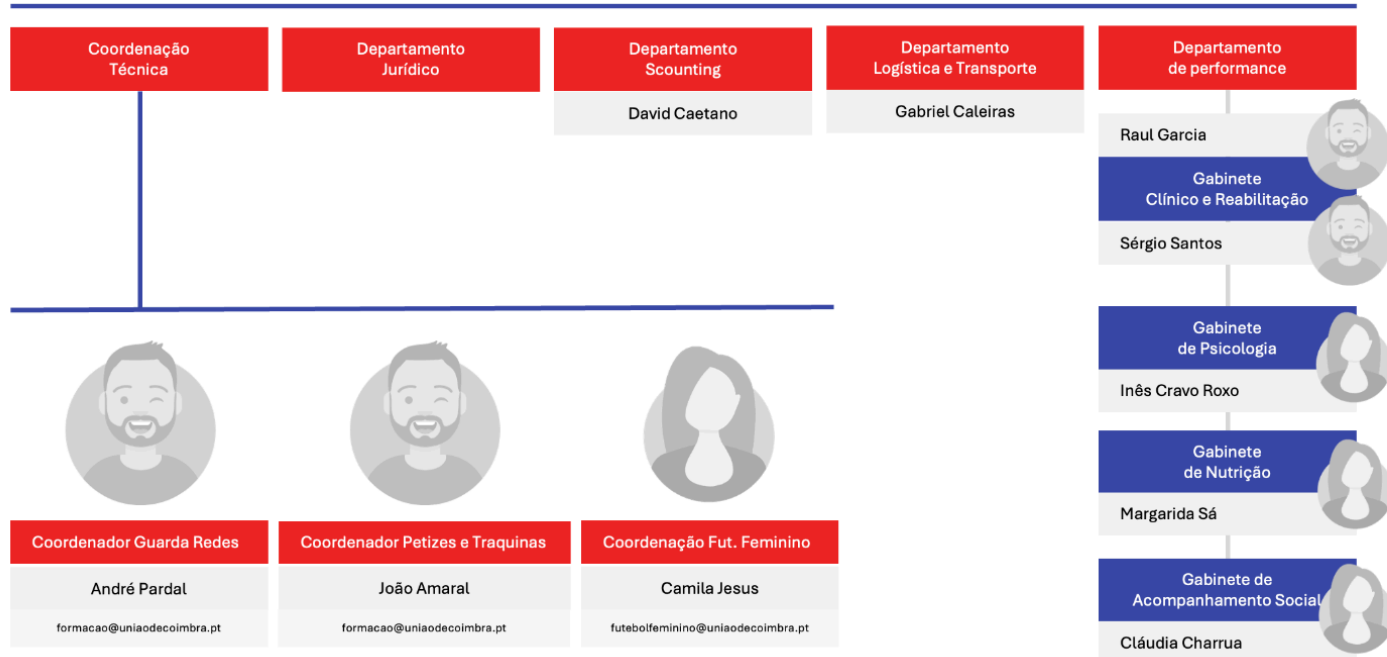 Coordenação
Técnica
Departamento
Jurídico
Departamento
Scounting
David Caetano
Departamento
Logística e Transporte
Gabriel Caleiras
Departamento
de performance
Raul Garcia
Gabinete
Clínico e Reabilitação
Sérgio Santos
Gabinete
de Psicologia
Inês Cravo Roxo
Gabinete
de Nutrição
Margarida Sá
Gabinete de
Acompanhamento Social
Cláudia Charrua
Coordenador Guarda Redes
André Pardal
formacao@uniaodecoimbra.pt
Coordenador Petizes e Traquinas
João Amaral
formacao@uniaodecoimbra.pt
Coordenação Fut. Feminino
Camila Jesus
futebolfeminino@uniaodecoimbra.pt